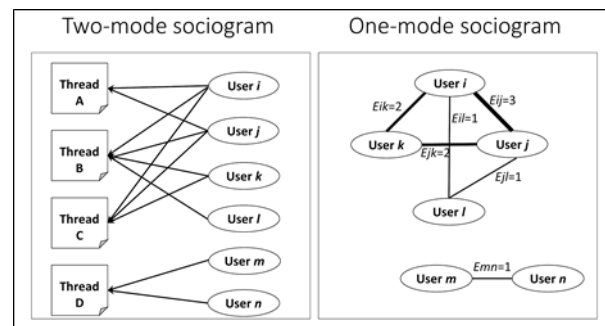 Two-mode sociogram
Thread
A
Thread
B
Thread
C
Thread
D
User i
User j
User k
User l
User m
User n
One-mode sociogram
User i
Eik=2
Eil=1
Eij=3
User k
Ejk=2
User j
Ejl=1
User l
User m
Emn=1
User n